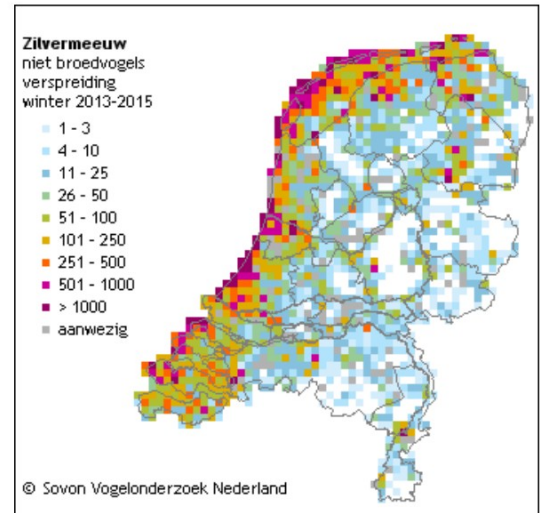 Zilvermeeuw
niet broedvogels
verspreiding
winter 2013-2015
1 - 3
4 - 10
11 - 25
26 - 50
51 - 100
101 - 250
251 - 500
501 - 1000
> 1000
aanwezig
© Sovon Vogelonderzoek Nederland